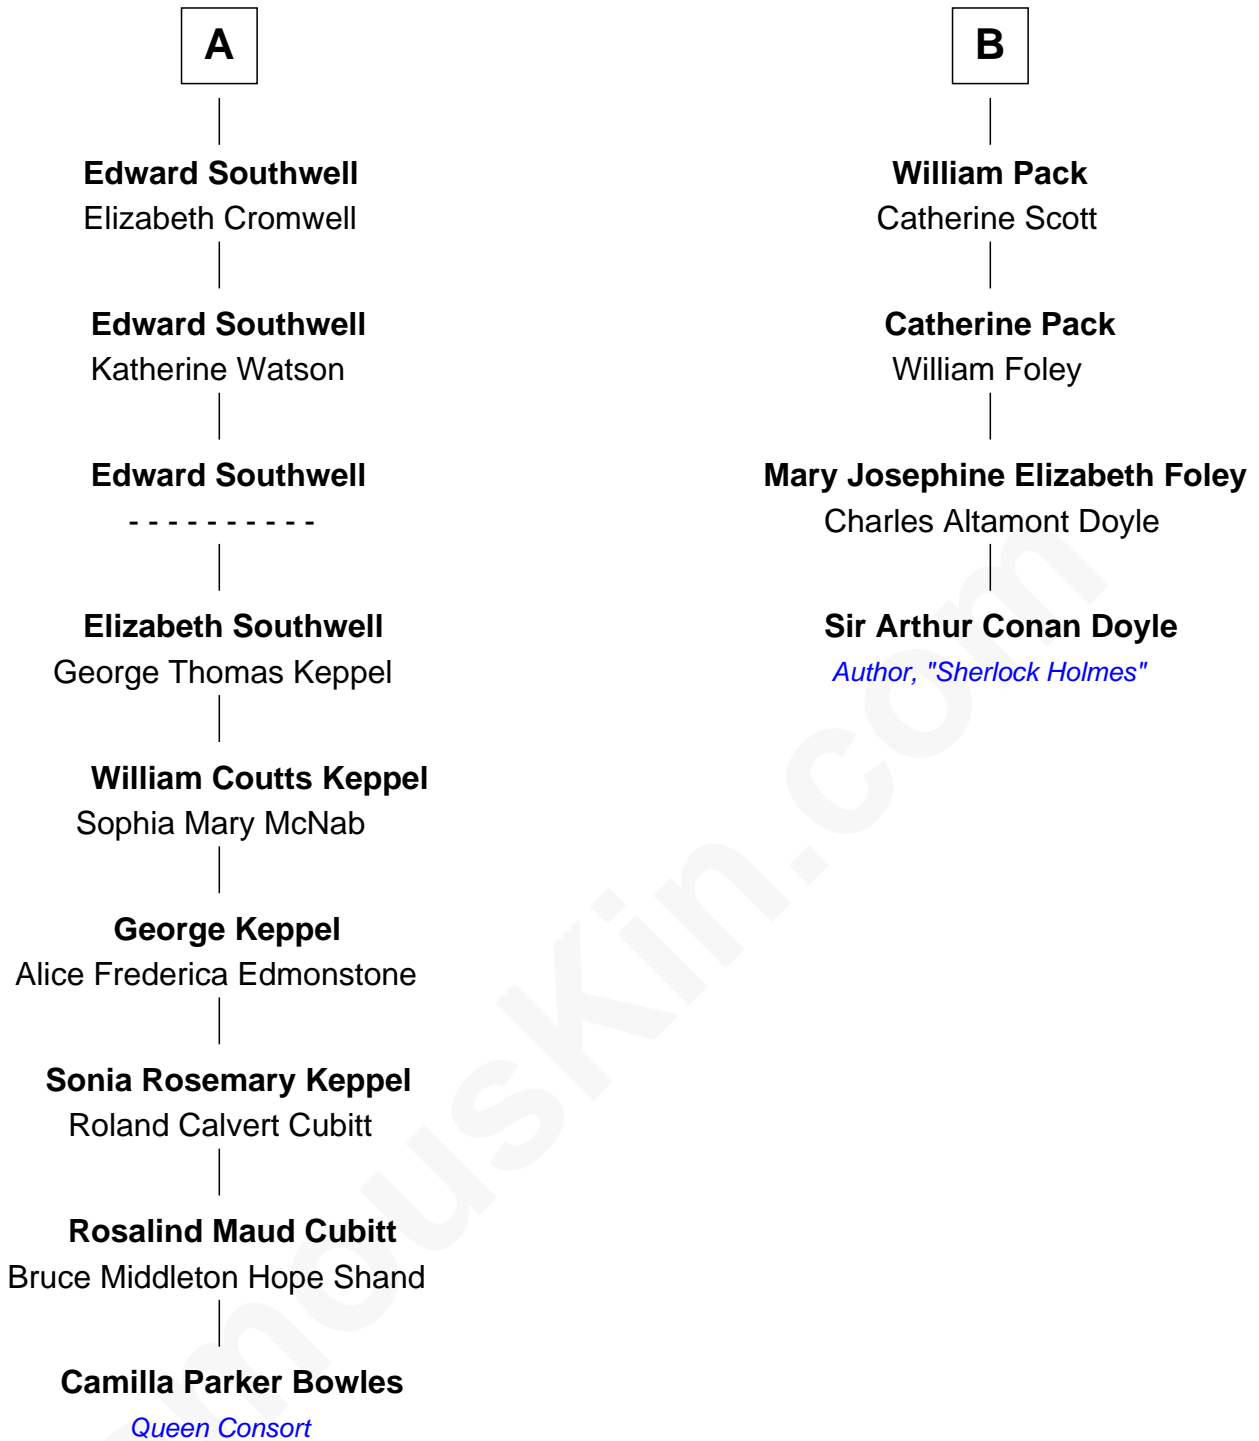 A
Edward Southwell
Elizabeth Cromwell
Edward Southwell
Katherine Watson
Edward Southwell
- - - - - - - - - -
Elizabeth Southwell
George Thomas Keppel
William Coutts Keppel
Sophia Mary McNab
George Keppel
Alice Frederica Edmonstone
Sonia Rosemary Keppel
Roland Calvert Cubitt
Rosalind Maud Cubitt
Bruce Middleton Hope Shand
Camilla Parker Bowles
Queen Consort
B
William Pack
Catherine Scott
Catherine Pack
William Foley
Mary Josephine Elizabeth Foley
Charles Altamont Doyle
Sir Arthur Conan Doyle
Author, "Sherlock Holmes"
mousKin.com